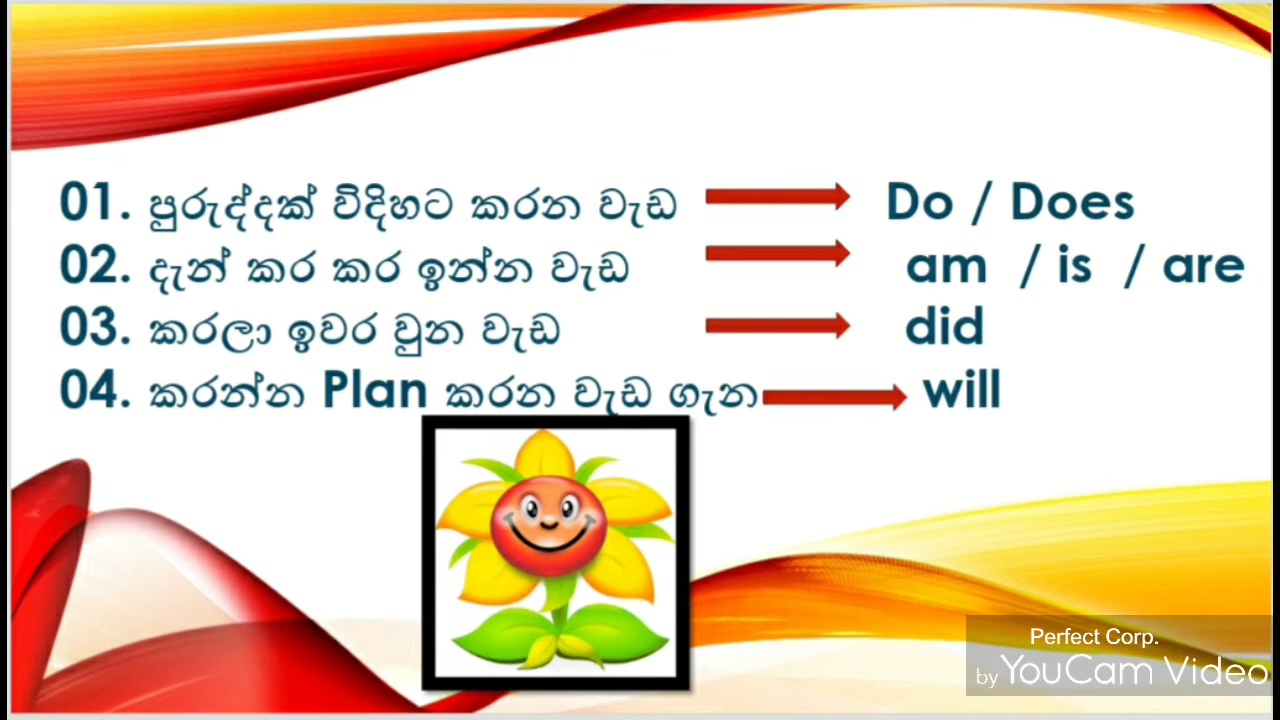 01. පුරුද්දක් විදිහට කරන වැඩ Do / Does
02. දැන් කර කර ඉන්න වැඩ am / is / are
03. කරලා ඉවර වුන වැඩ did
04. කරන්න Plan කරන වැඩ ගැන will
Perfect Corp.
by YouCam Video